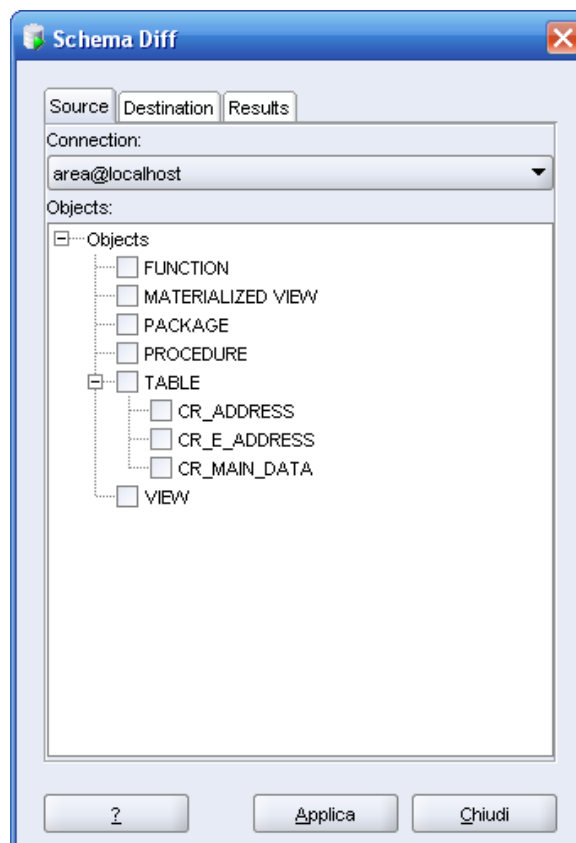 Schema Diff
Source Destination Results
Connection:
area@localhost
Objects:
Objects
FUNCTION
MATERIALIZED VIEW
PACKAGE
PROCEDURE
TABLE
CR_ADDRESS
CR_E_ADDRESS
CR_MAIN_DATA
VIEW
? Applica Chiudi